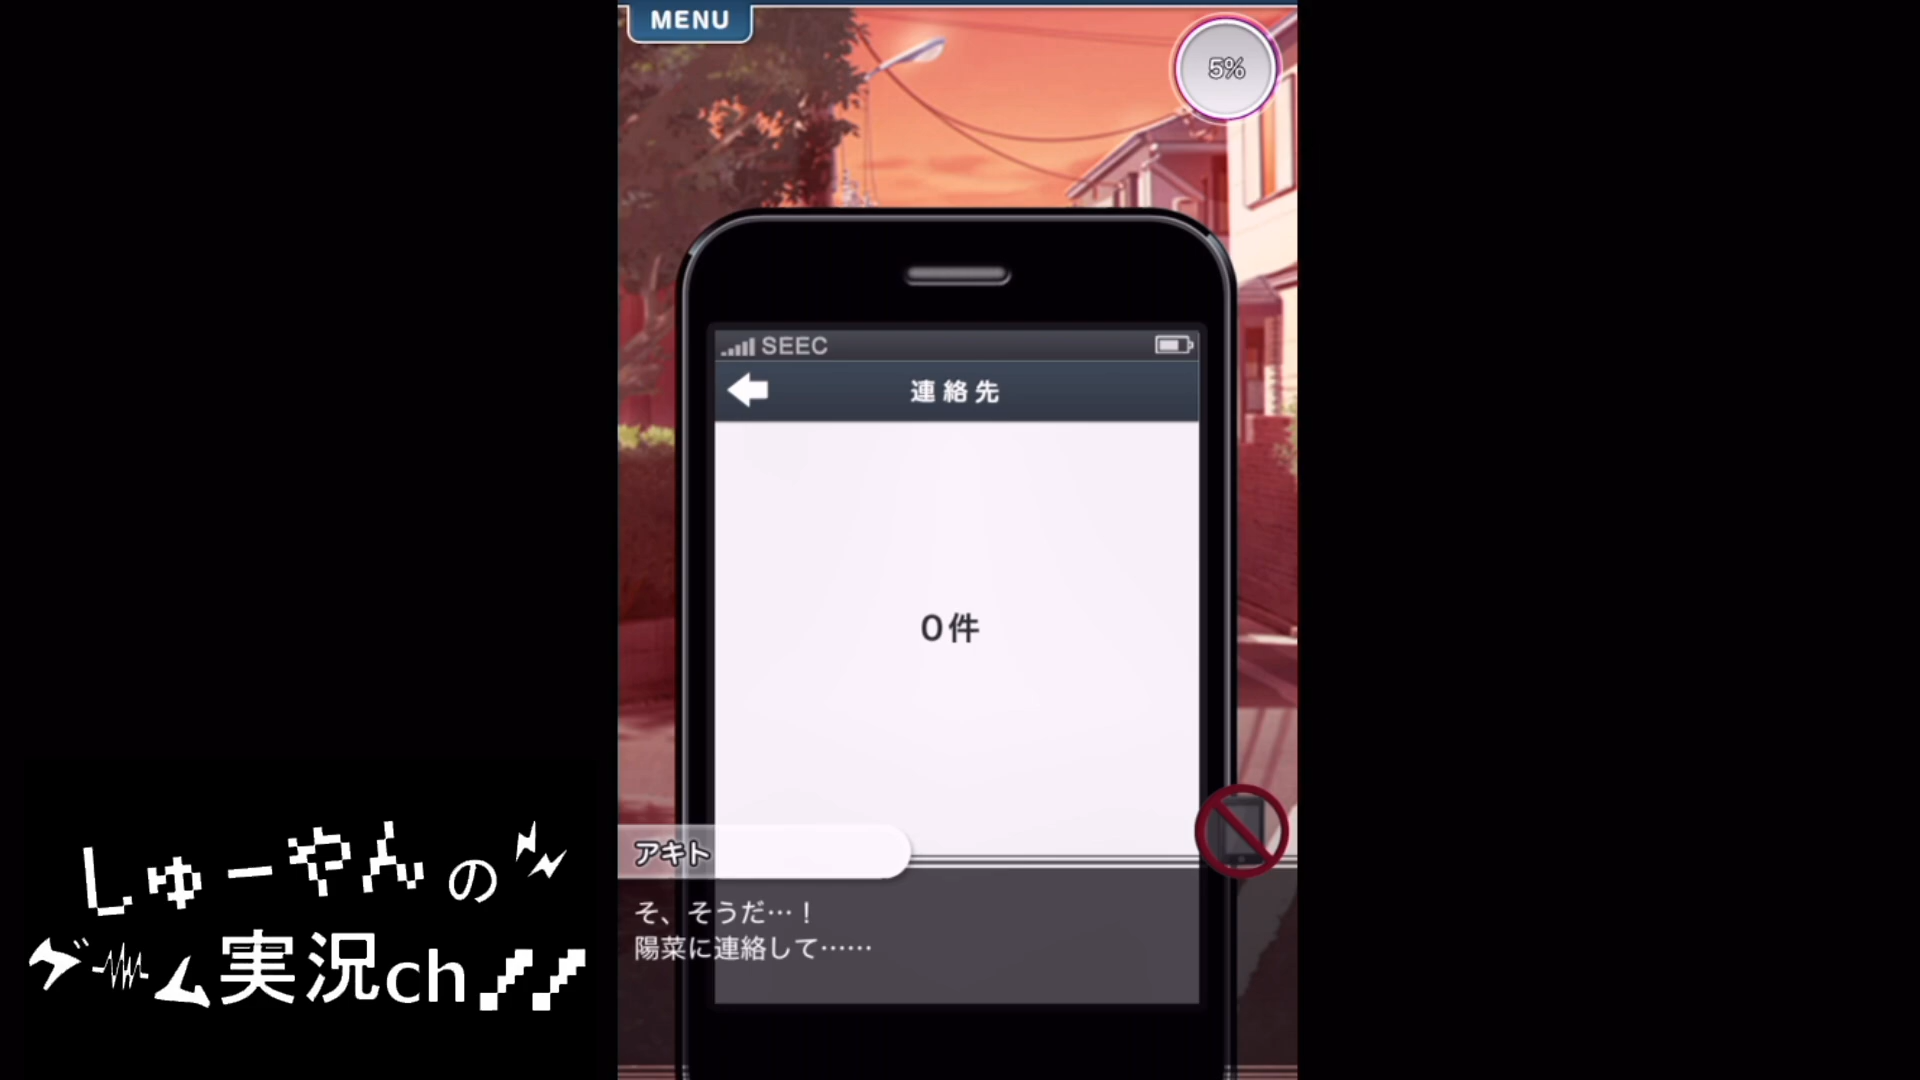 MENU
5%
SEEC
連絡先
0件
アキト
そ、そうだ…！
陽菜に連絡して……
しゅーやんの
ゲーム実況ch!!